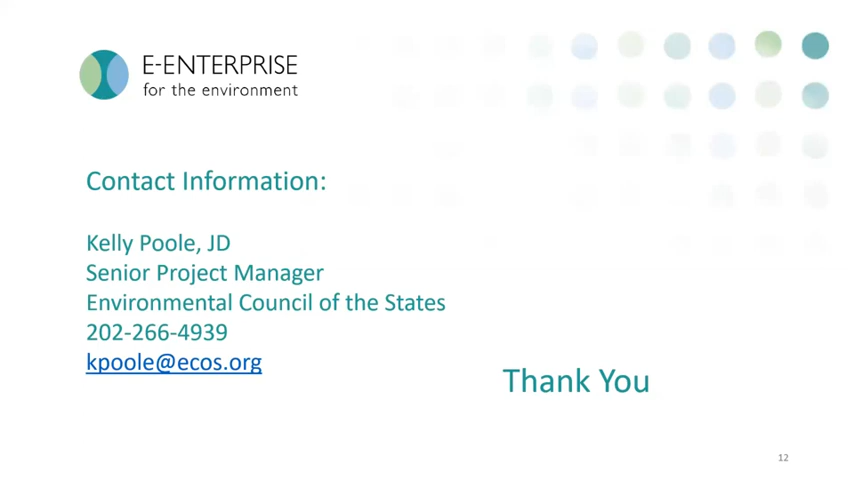 E-ENTERPRISE
for the environment
Contact Information:
Kelly Poole, JD
Senior Project Manager
Environmental Council of the States
202-266-4939
kpoole@ecos.org
Thank You
12